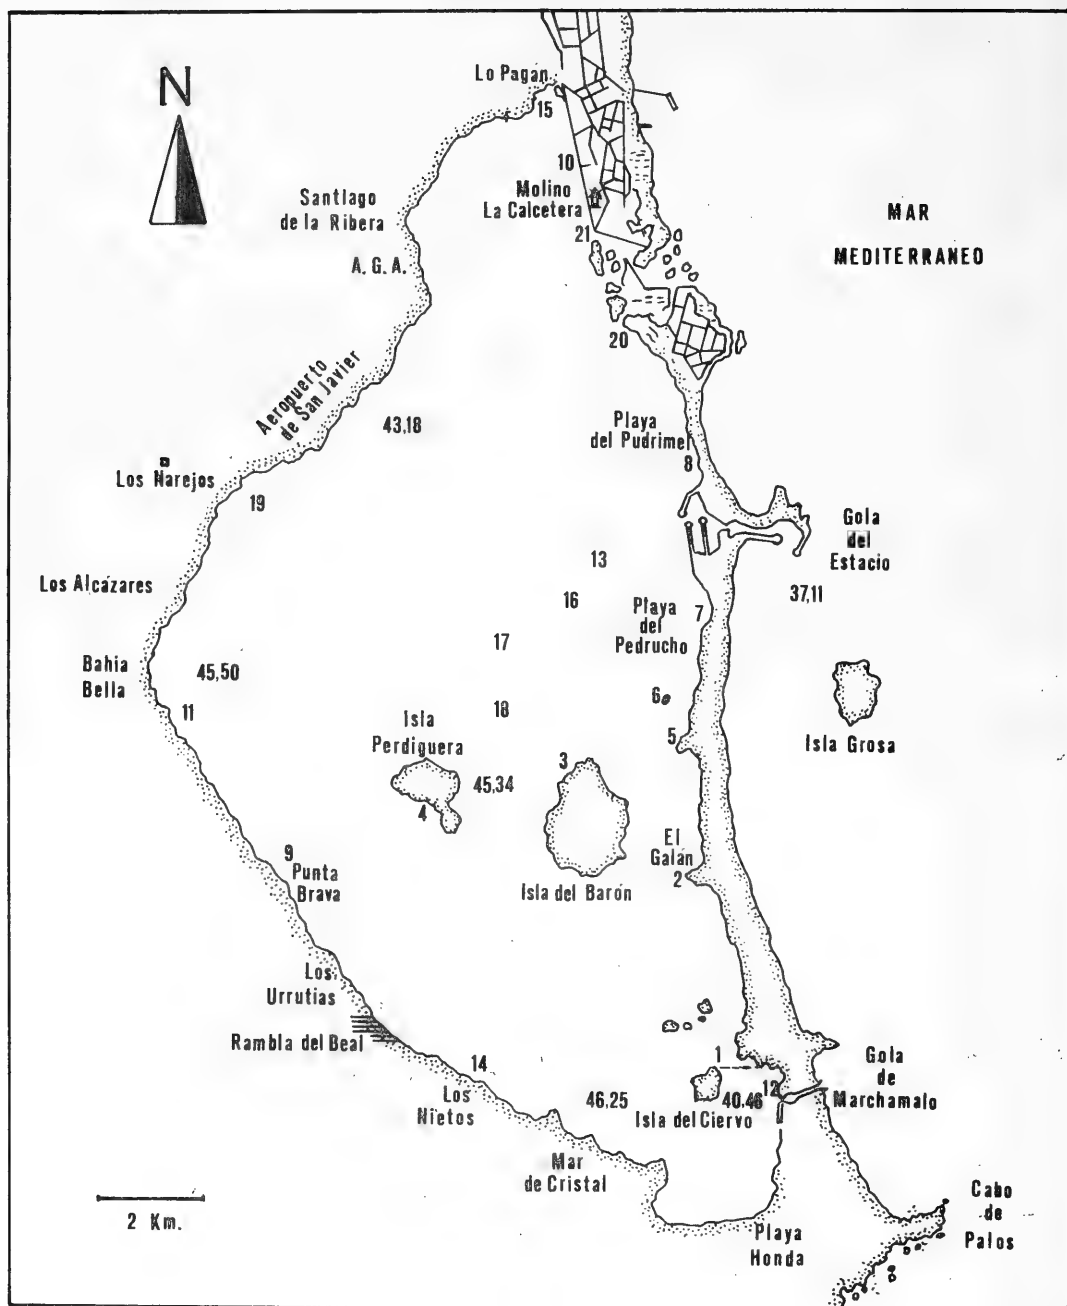 Lo Pagan
N
15
10
Molino
La Calcetera
Santiago
de la Ribera
MAR
MEDITERRANEO
21
A. G. A.
20
Aeropuerto
de San Javier
43,18
Playa
del Pudrimel
8
Los Narejos
19
Gola
del
Estacio
13
Los Alcázares
16
37,11
Playa
del
Pedrucho
7
17
Bahia
Bella
45,50
6
11
18
Isla
Perdiguera
5
Isla Grosa
3
45,34
4
El
Galán
2
9
Punta
Brava
Isla del Barón
Los
Urrutias
Rambla del Beal
14
1
Gola
de
Marchamalo
12
Los
Nietos
46,25
40,46
Isla del Ciervo
Mar
de Cristal
2 Km.
Playa
Honda
Cabo
de
Palos